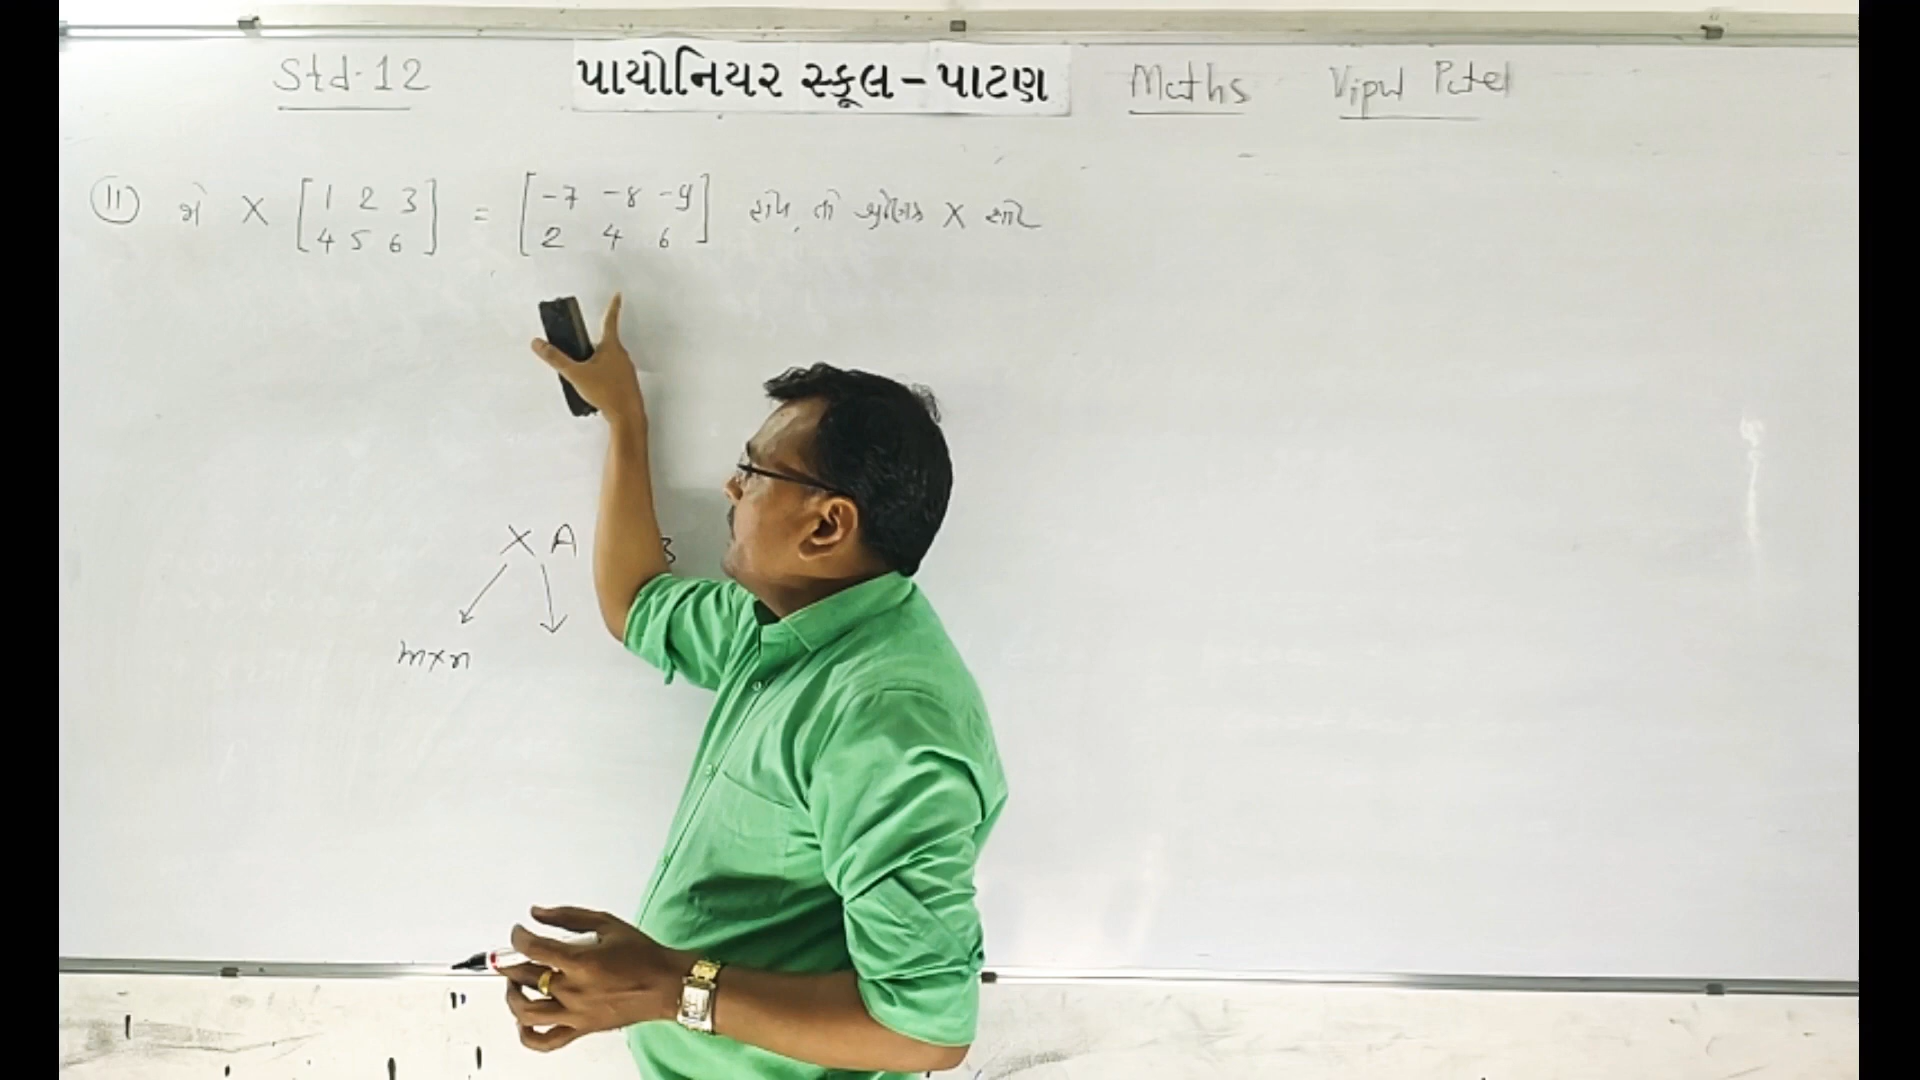 Std-12 પાયોનિયર સ્કૂલ - પાટણ Maths Vipul Patel
(11) જો X [1 2 3 = [-7 -8 -9 હોય, તો શ્રેણિક X શોધો
4 5 6] 2 4 6]
X A B
m×n